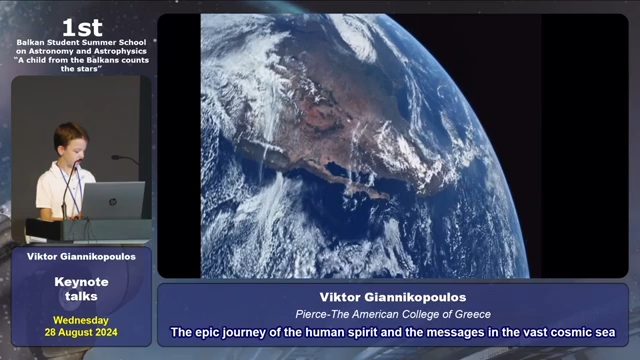 1st
Balkan Student Summer School
on Astronomy and Astrophysics
"A child from the Balkans counts
the stars"
hp
Viktor Giannikopoulos
Keynote
talks
Wednesday
28 August 2024
Viktor Giannikopoulos
Pierce-The American College of Greece
The epic journey of the human spirit and the messages in the vast cosmic sea